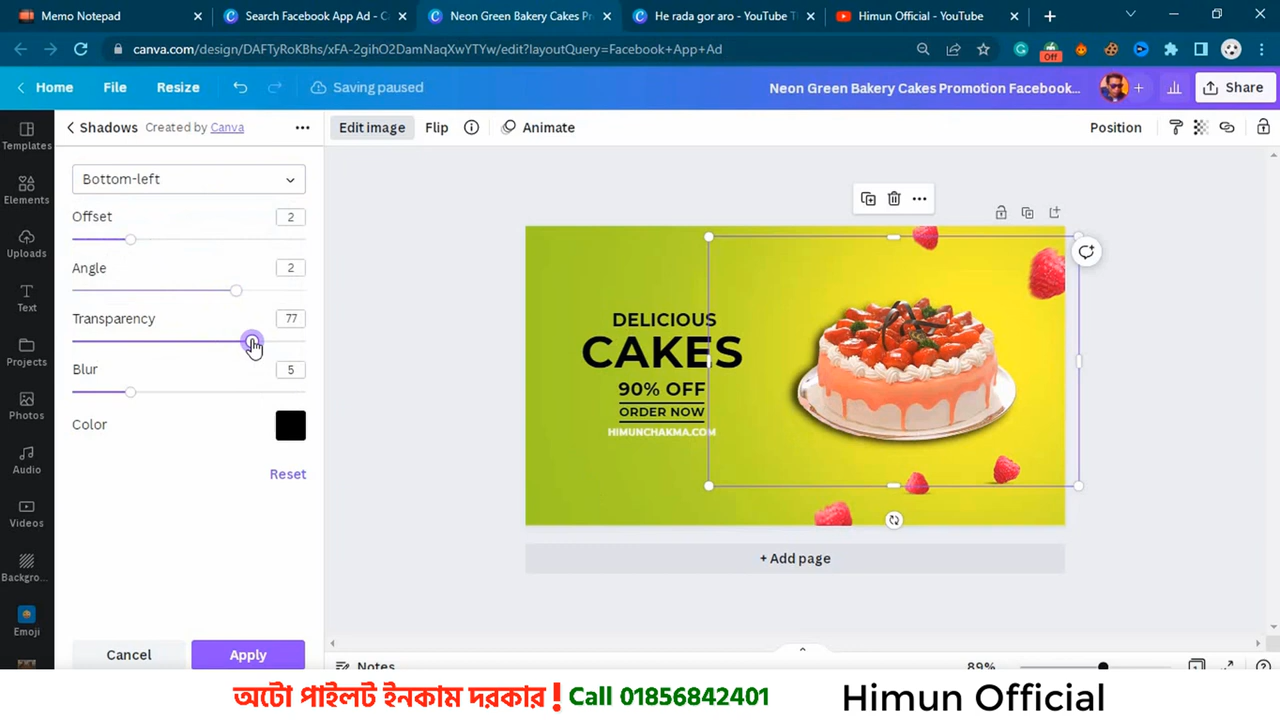 Memo Notepad
Search Facebook App Ad - C
Neon Green Bakery Cakes Pr
He rada gor aro - YouTube T
Himun Official - YouTube
canva.com/design/DAFTyRoKBhs/xFA-2gihO2DamNaqXwYTYw/edit?layoutQuery=Facebook+App+Ad
Off
Home
File
Resize
Saving paused
Neon Green Bakery Cakes Promotion Facebook...
Share
Templates
Elements
Uploads
Text
Projects
Photos
Audio
Videos
Backgro...
Emoji
Shadows
Created by Canva
Edit image
Flip
Animate
Position
Bottom-left
Offset
2
Angle
2
Transparency
77
Blur
5
Color
Reset
Cancel
Apply
DELICIOUS
CAKES
90% OFF
ORDER NOW
HIMUNCHAKMA.COM
+ Add page
Notes
89%
অটো পাইলট ইনকাম দরকার ! Call 01856842401
Himun Official